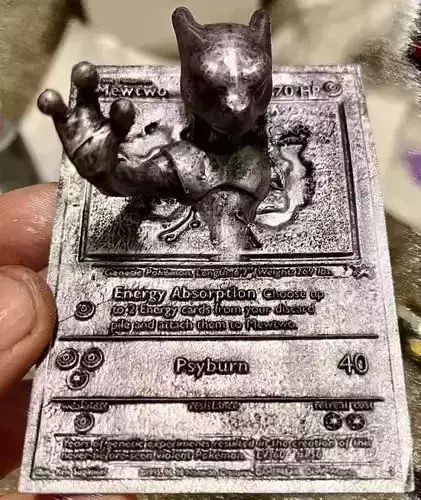 Mewtwo 70 HP
Genetic Pokémon. Length: 6'7", Weight: 269 lbs.
Energy Absorption Choose up
to 2 Energy cards from your discard
pile and attach them to Mewtwo.
Psyburn 40
weakness resistance retreat cost
Years of genetic experiments resulted in the creation of this
never-before-seen violent Pokémon. LV. 60